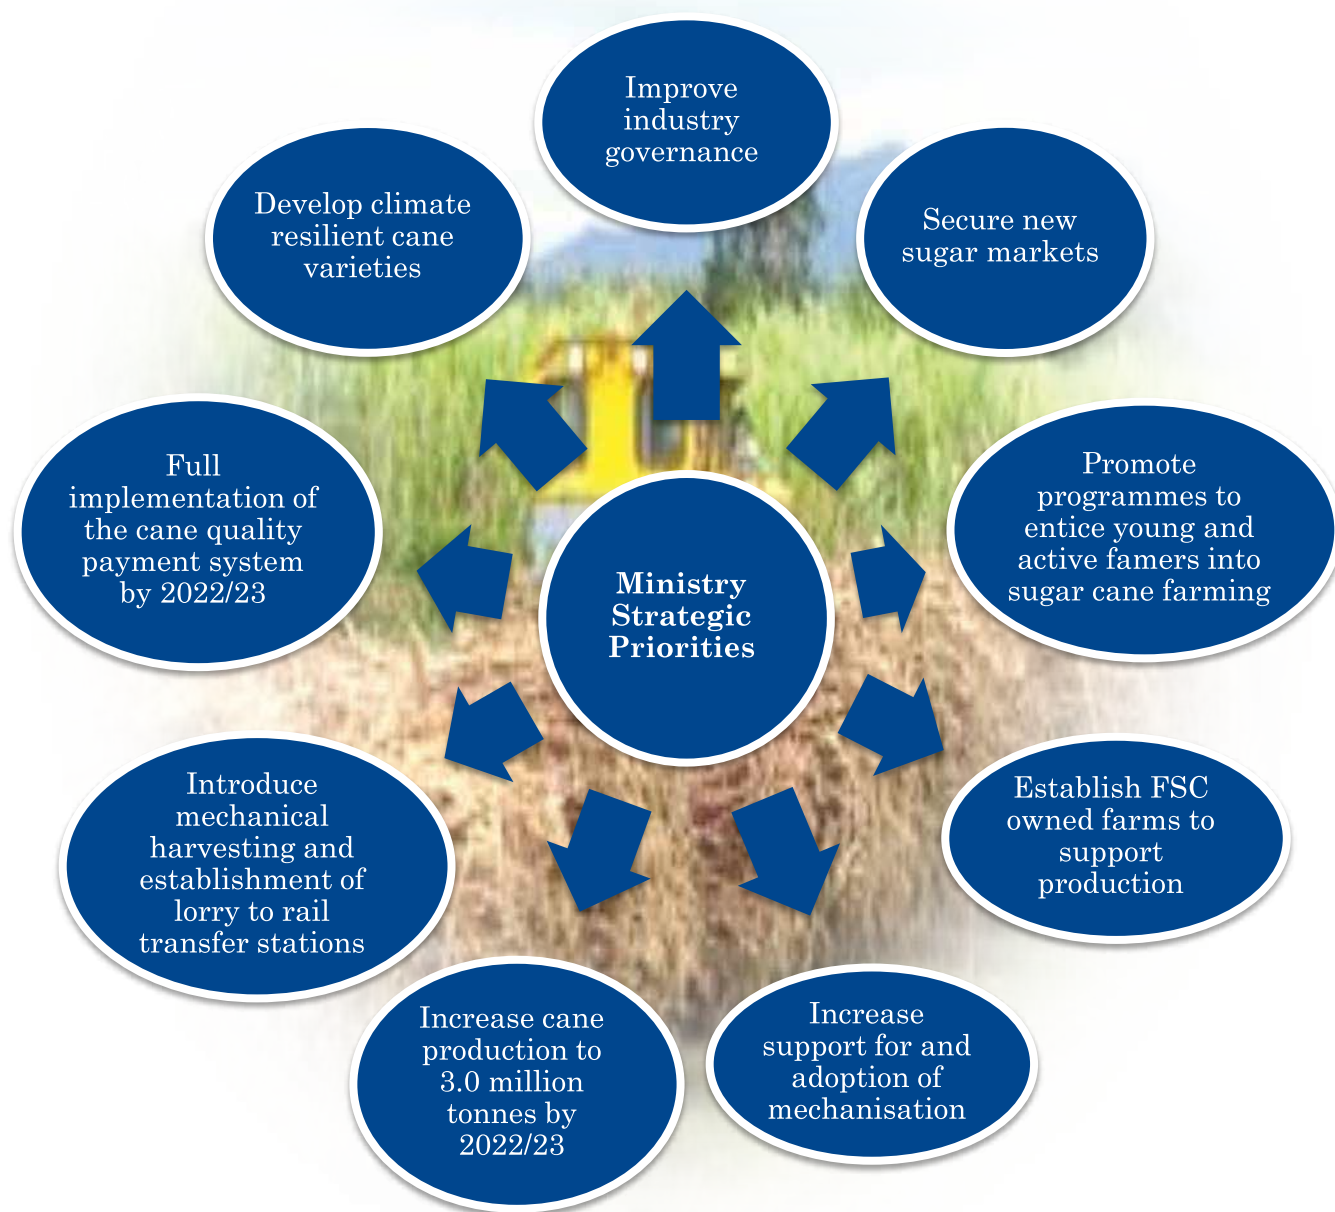 Improve
industry
governance
Secure new
sugar markets
Promote
programmes to
entice young and
active famers into
sugar cane farming
Establish FSC
owned farms to
support
production
Increase
support for and
adoption of
mechanisation
Increase cane
production to
3.0 million
tonnes by
2022/23
Introduce
mechanical
harvesting and
establishment of
lorry to rail
transfer stations
Full
implementation of
the cane quality
payment system
by 2022/23
Develop climate
resilient cane
varieties
Ministry
Strategic
Priorities